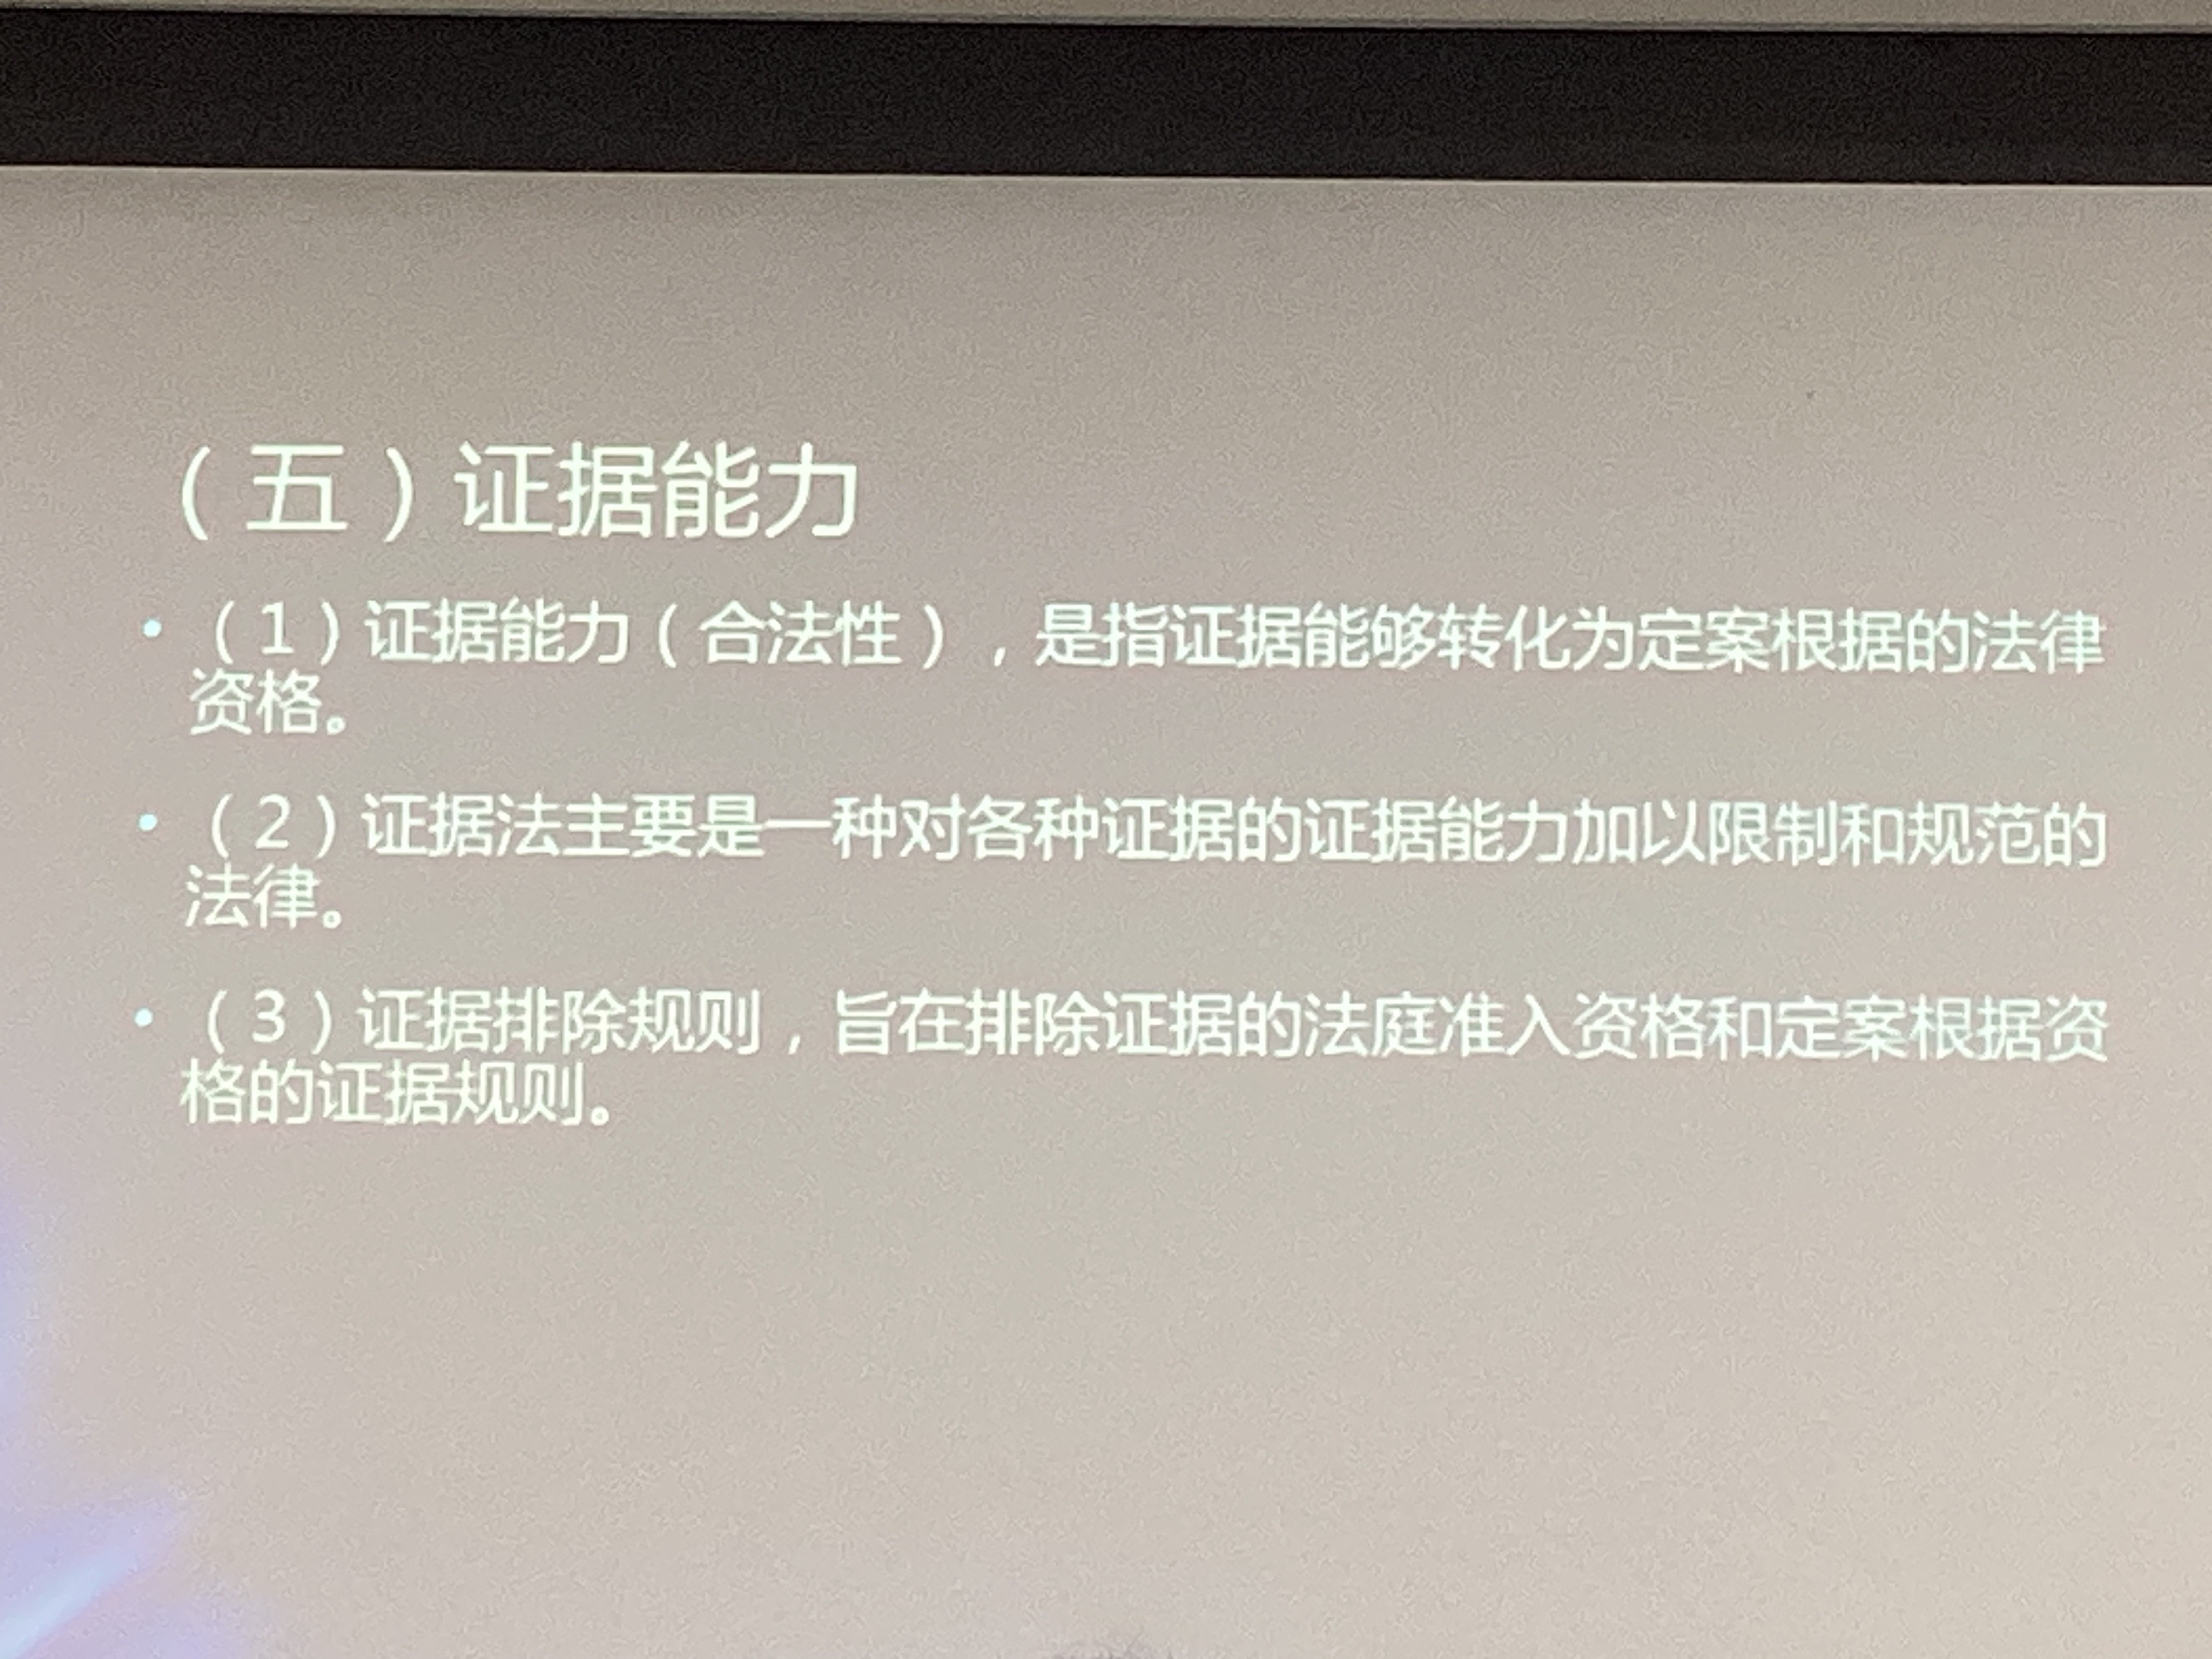 （五）证据能力
• （1）证据能力（合法性），是指证据能够转化为定案根据的法律
资格。
• （2）证据法主要是一种对各种证据的证据能力加以限制和规范的
法律。
• （3）证据排除规则，旨在排除证据的法庭准入资格和定案根据资
格的证据规则。